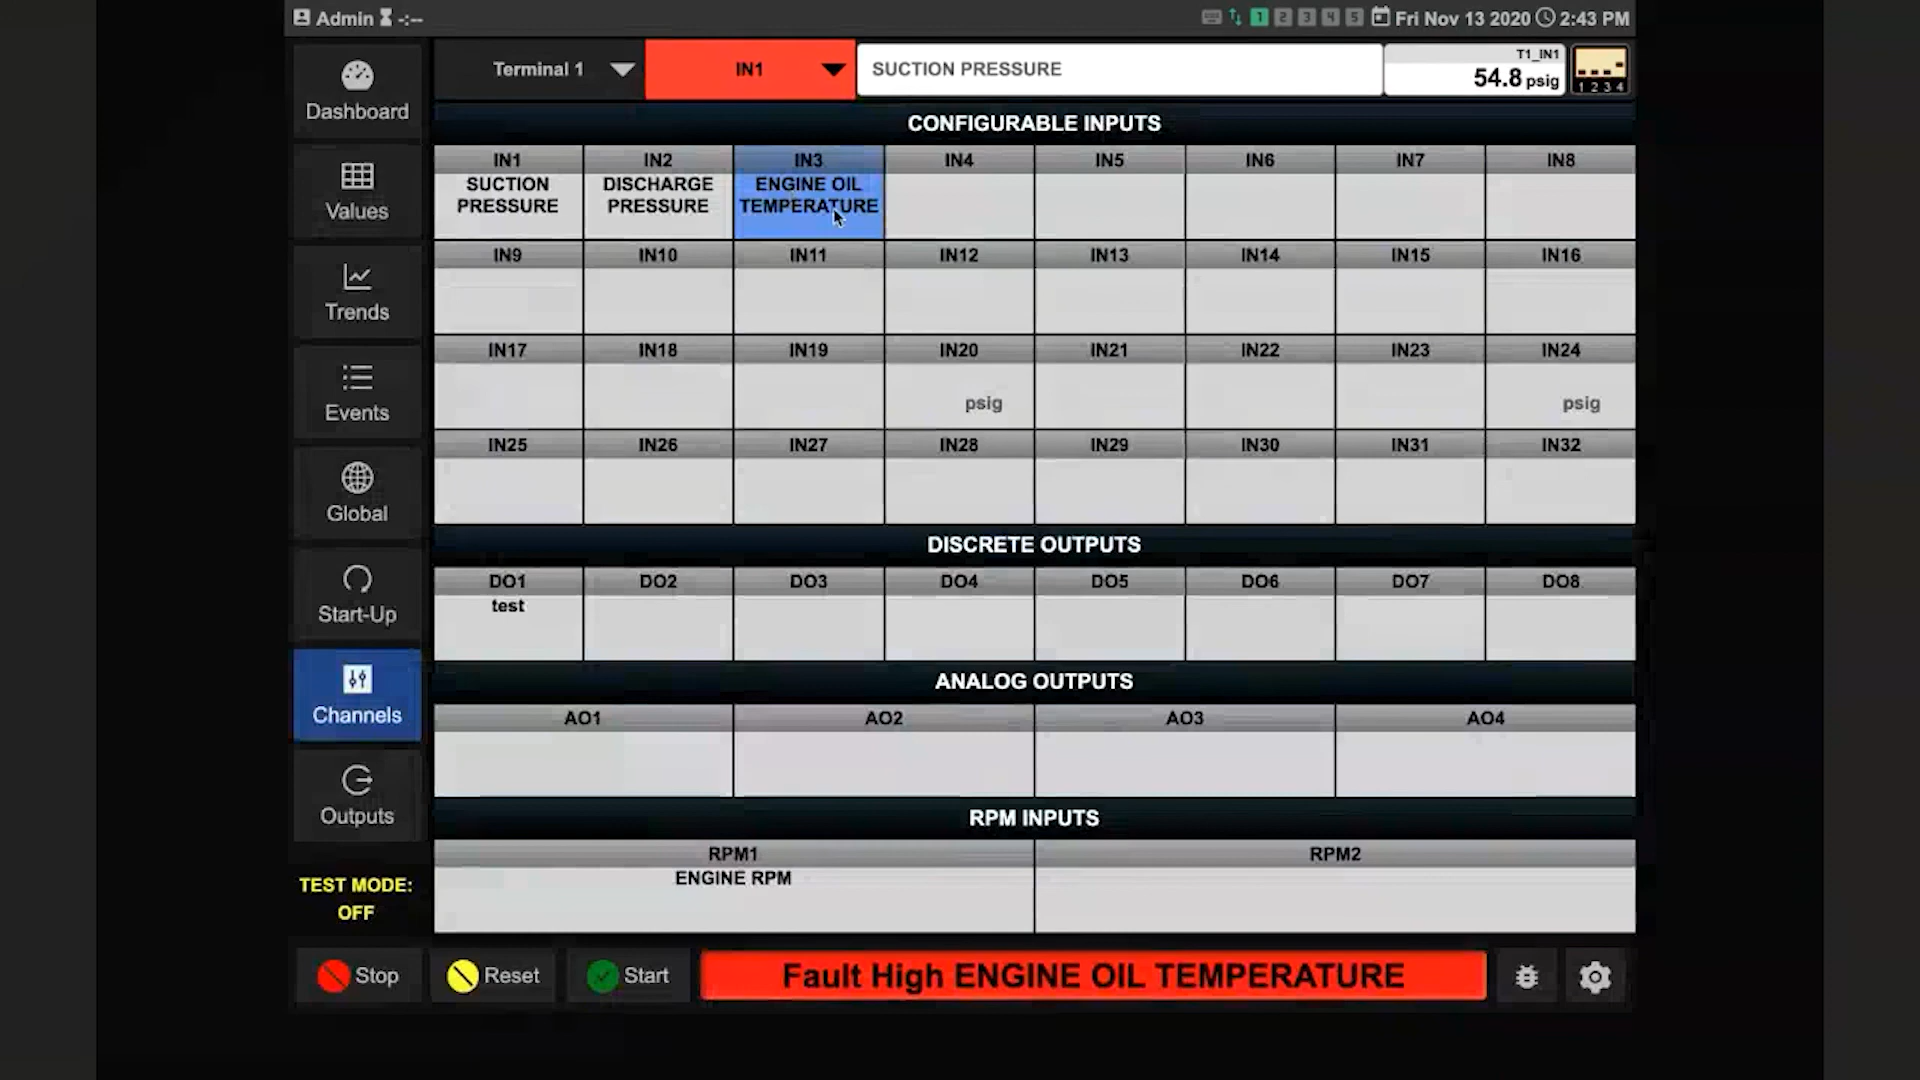 Admin -:--
1 2 3 4 5 Fri Nov 13 2020 2:43 PM
Dashboard
Values
Trends
Events
Global
Start-Up
Channels
Outputs
TEST MODE:
OFF
Terminal 1 IN1 SUCTION PRESSURE
T1_IN1
54.8 psig
1 2 3 4
CONFIGURABLE INPUTS
IN1 IN2 IN3 IN4 IN5 IN6 IN7 IN8
SUCTION DISCHARGE ENGINE OIL
PRESSURE PRESSURE TEMPERATURE
IN9 IN10 IN11 IN12 IN13 IN14 IN15 IN16
IN17 IN18 IN19 IN20 IN21 IN22 IN23 IN24
psig psig
IN25 IN26 IN27 IN28 IN29 IN30 IN31 IN32
DISCRETE OUTPUTS
DO1 DO2 DO3 DO4 DO5 DO6 DO7 DO8
test
ANALOG OUTPUTS
AO1 AO2 AO3 AO4
RPM INPUTS
RPM1 RPM2
ENGINE RPM
Stop Reset Start Fault High ENGINE OIL TEMPERATURE